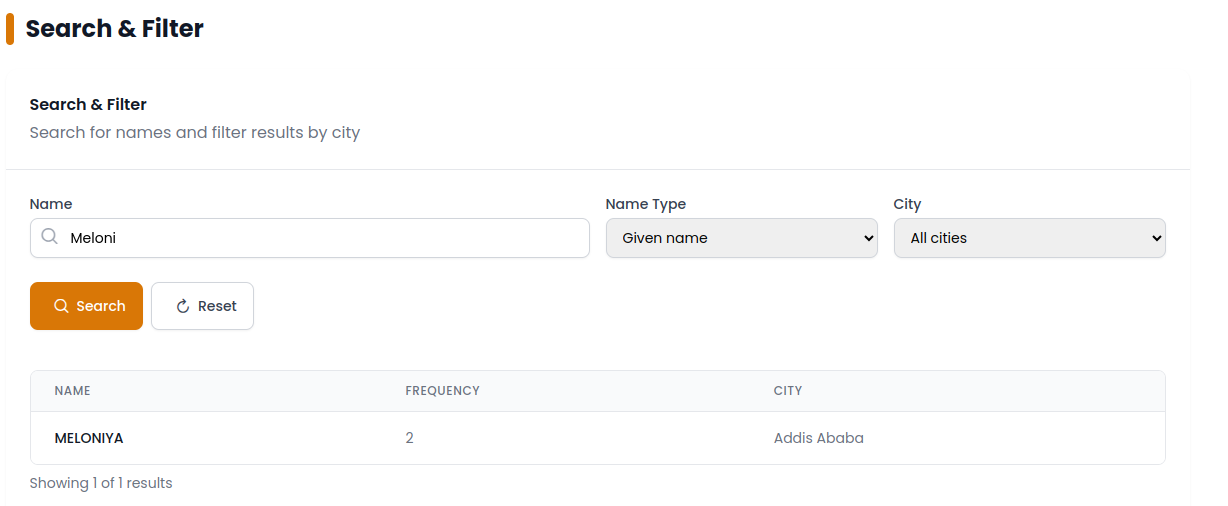 Search & Filter
Search & Filter
Search for names and filter results by city
Name Name Type City
Meloni Given name All cities
Search Reset
NAME FREQUENCY CITY
MELONIYA 2 Addis Ababa
Showing 1 of 1 results